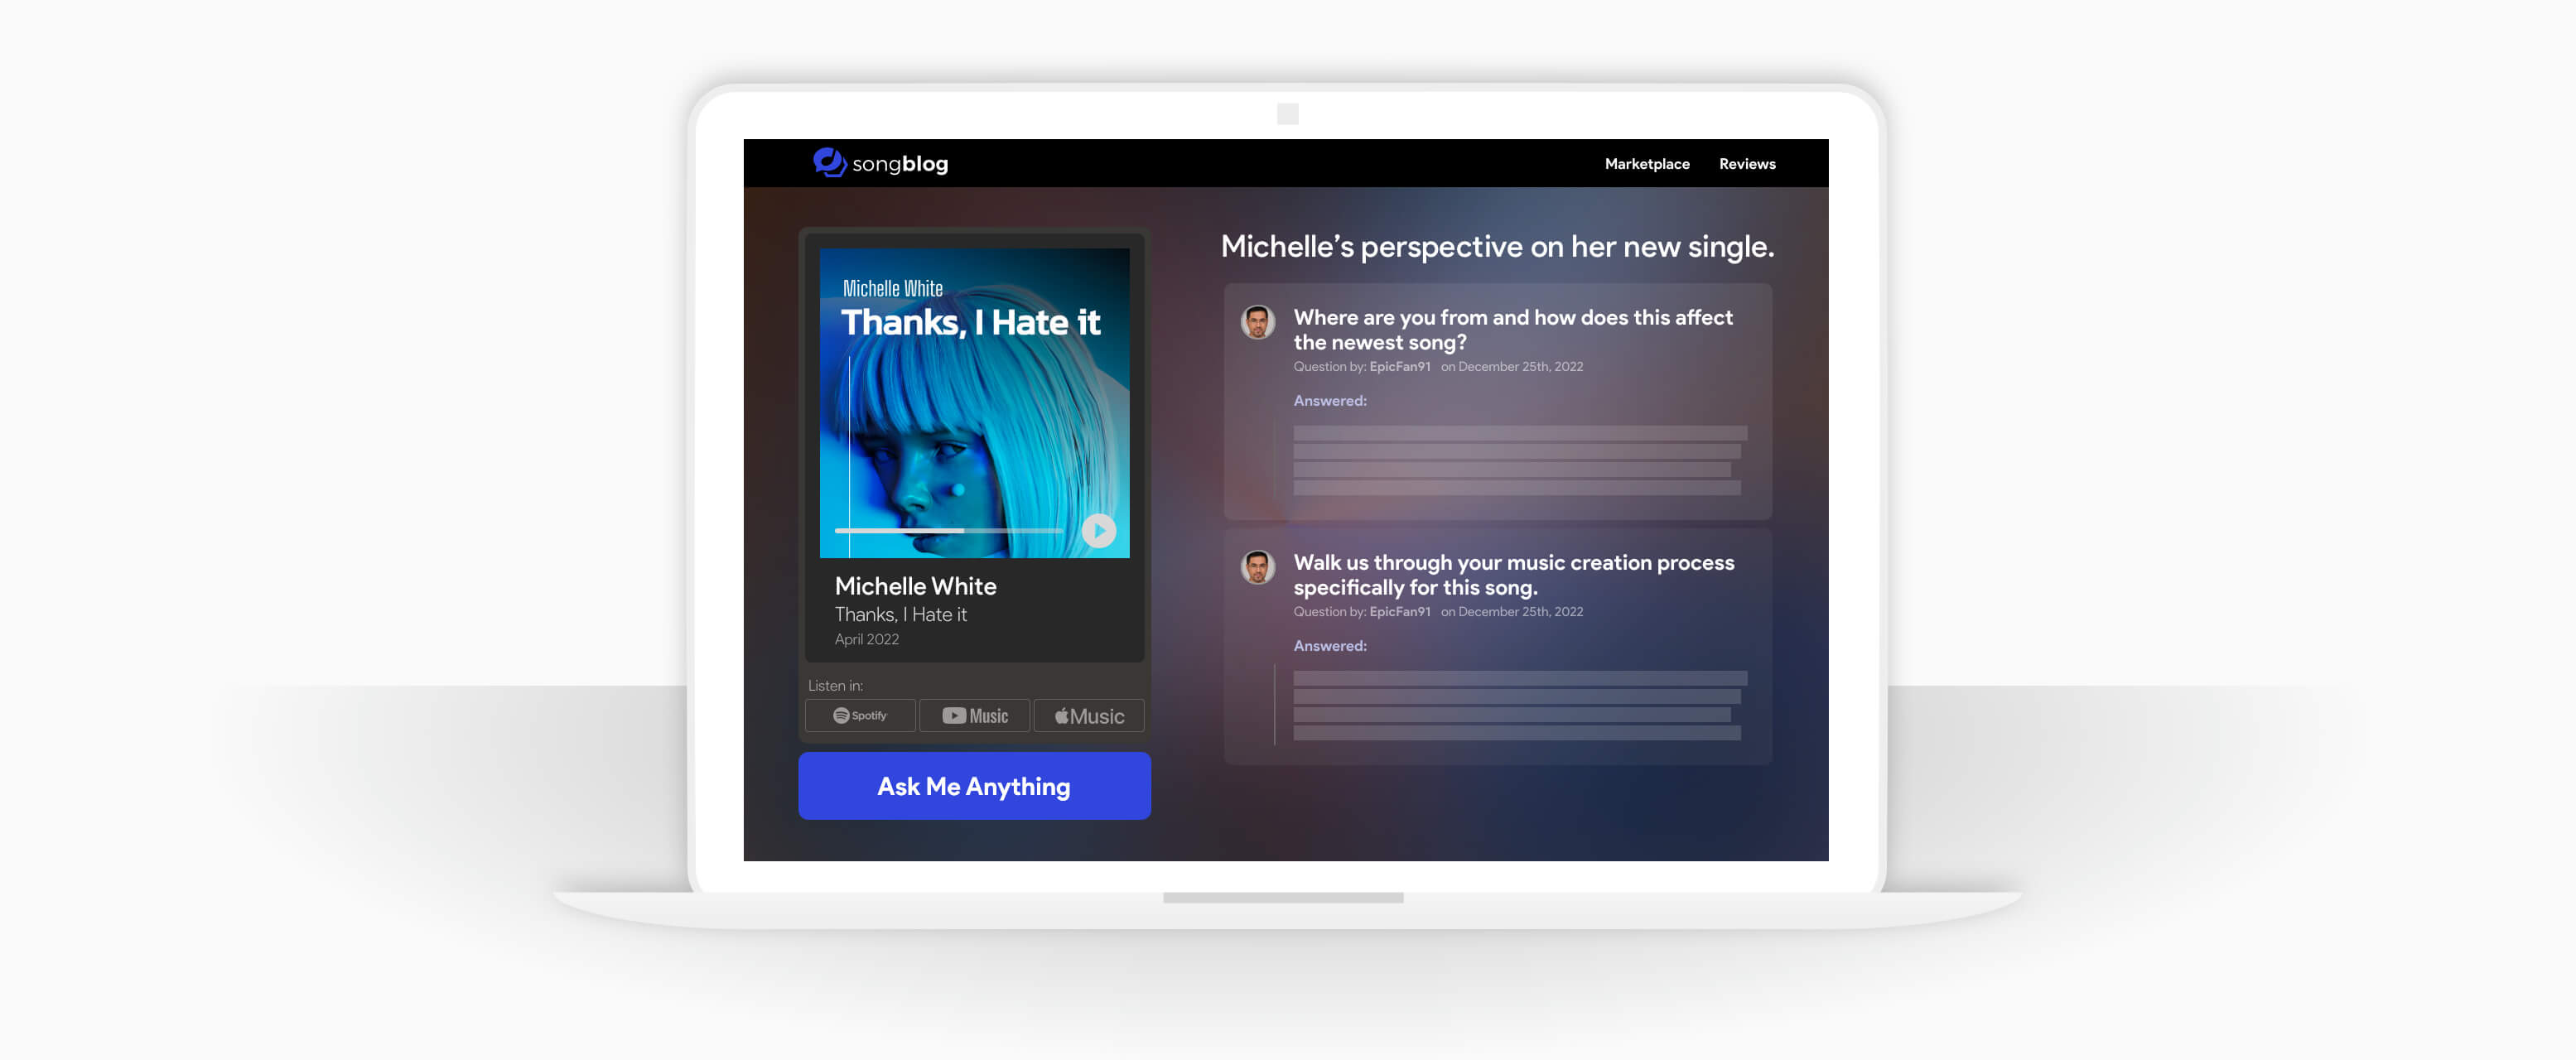 songblog
Marketplace Reviews
Michelle White
Thanks, I Hate it
Michelle White
Thanks, I Hate it
April 2022
Listen in:
Spotify Music Music
Ask Me Anything
Michelle’s perspective on her new single.
Where are you from and how does this affect
the newest song?
Question by: EpicFan91 on December 25th, 2022
Answered:
Walk us through your music creation process
specifically for this song.
Question by: EpicFan91 on December 25th, 2022
Answered: